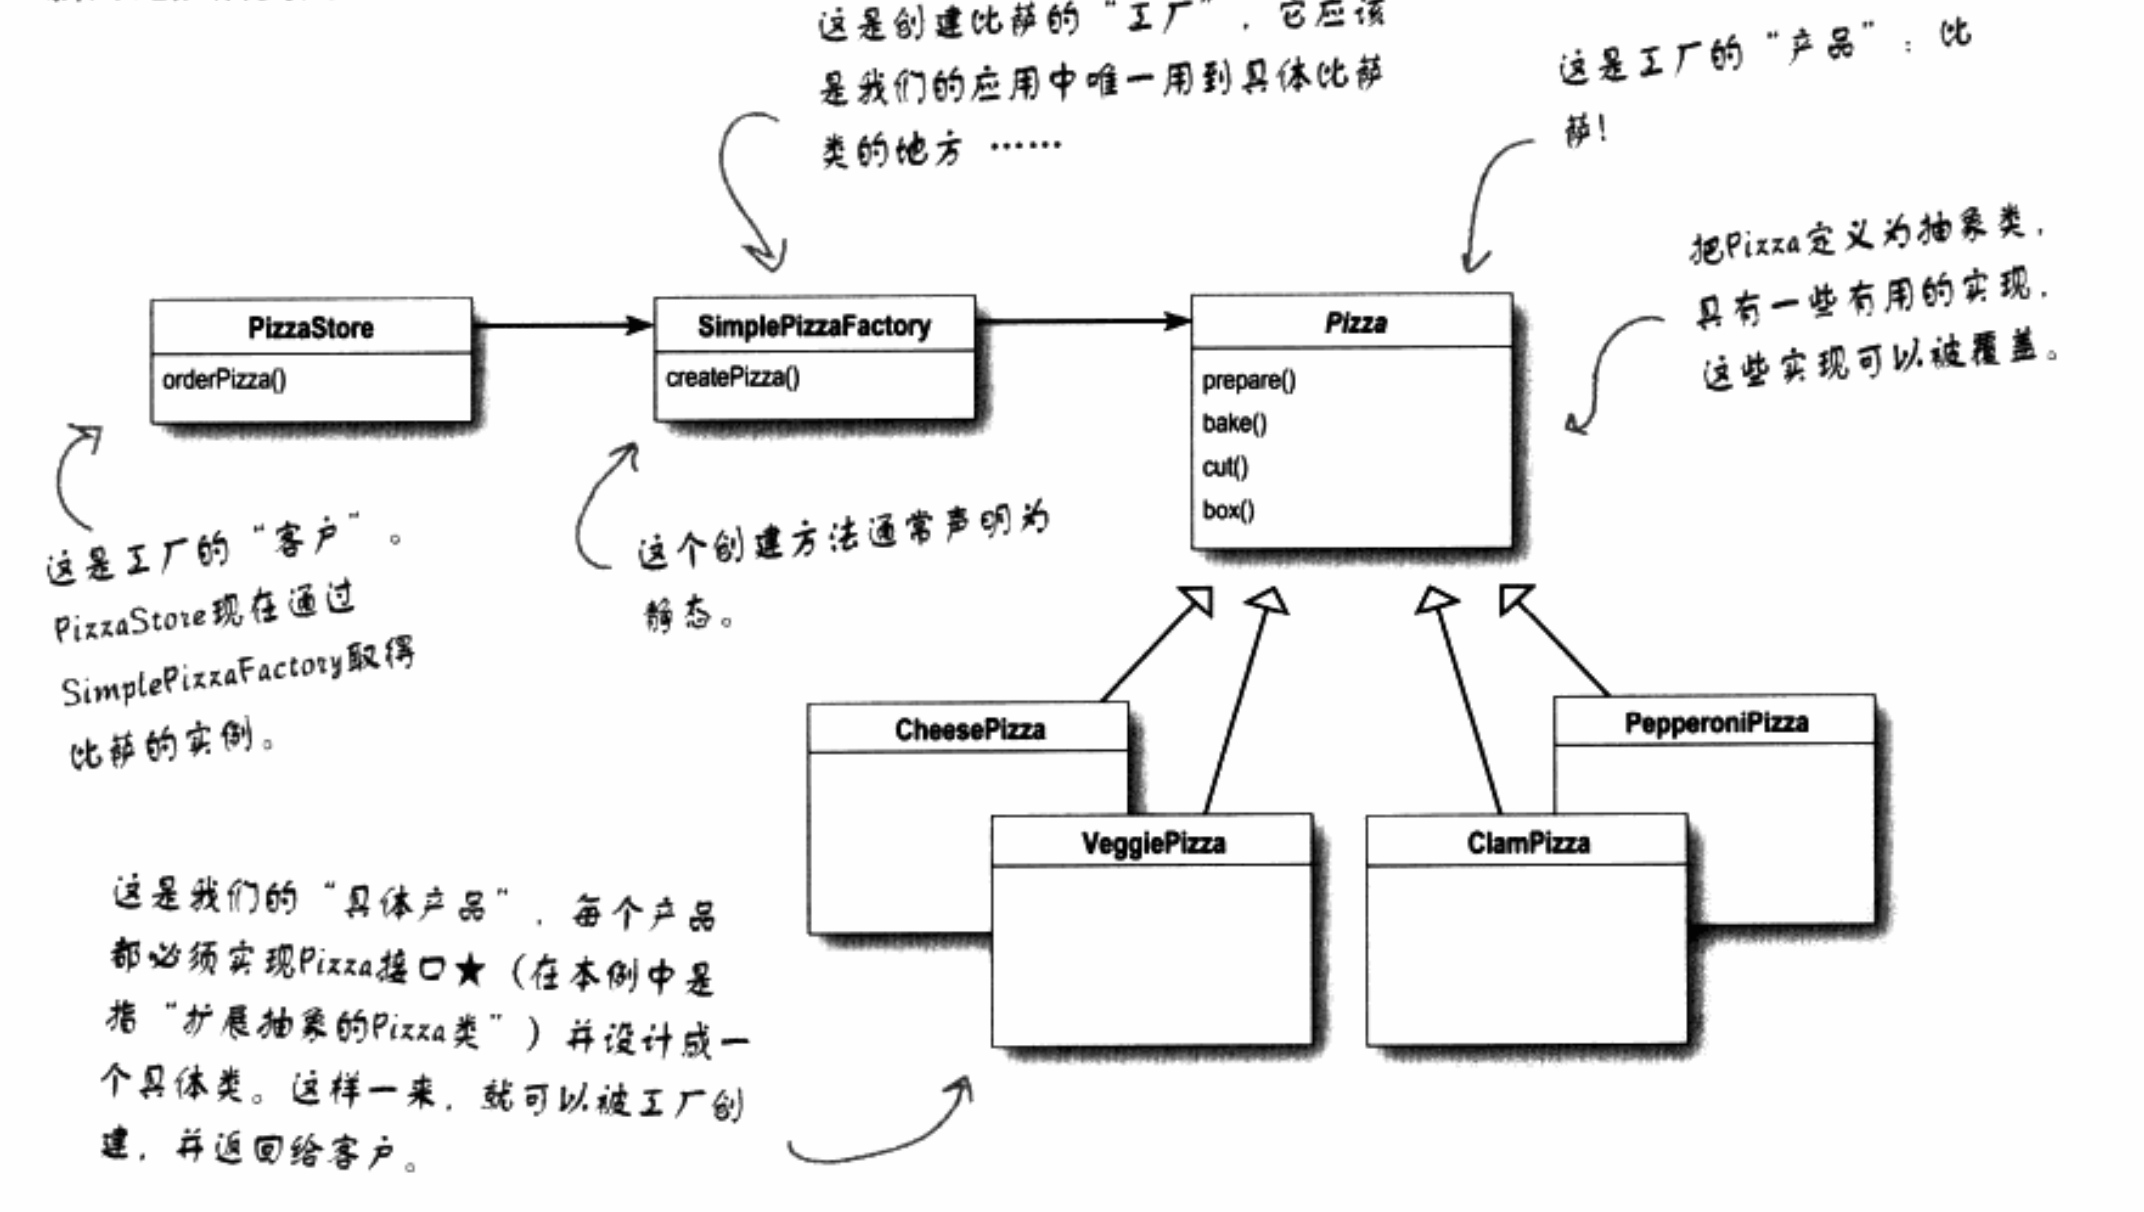 这是创建比萨的“工厂”，它应该
是我们的应用中唯一用到具体比萨
类的地方……
这是工厂的“产品”：比
萨！
把Pizza定义为抽象类，
具有一些有用的实现，
这些实现可以被覆盖。
PizzaStore
orderPizza()
SimplePizzaFactory
createPizza()
Pizza
prepare()
bake()
cut()
box()
这是工厂的“客户”。
PizzaStore现在通过
SimplePizzaFactory取得
比萨的实例。
这个创建方法通常声明为
静态。
CheesePizza
VeggiePizza
ClamPizza
PepperoniPizza
这是我们的“具体产品”，每个产品
都必须实现Pizza接口★（在本例中是
指“扩展抽象的Pizza类”）并设计成一
个具体类。这样一来，就可以被工厂创
建，并返回给客户。